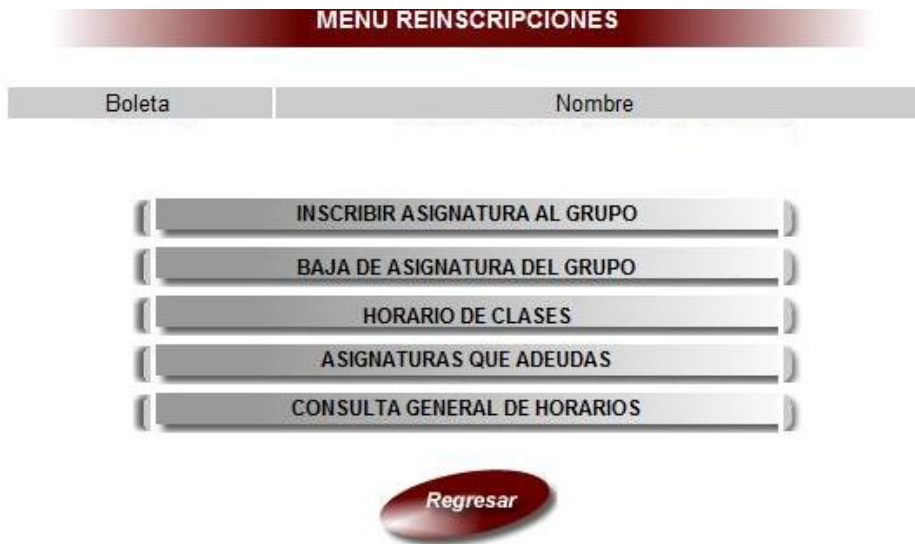 MENU REINSCRIPCIONES
Boleta Nombre
INSCRIBIR ASIGNATURA AL GRUPO
BAJA DE ASIGNATURA DEL GRUPO
HORARIO DE CLASES
ASIGNATURAS QUE ADEUDAS
CONSULTA GENERAL DE HORARIOS
Regresar